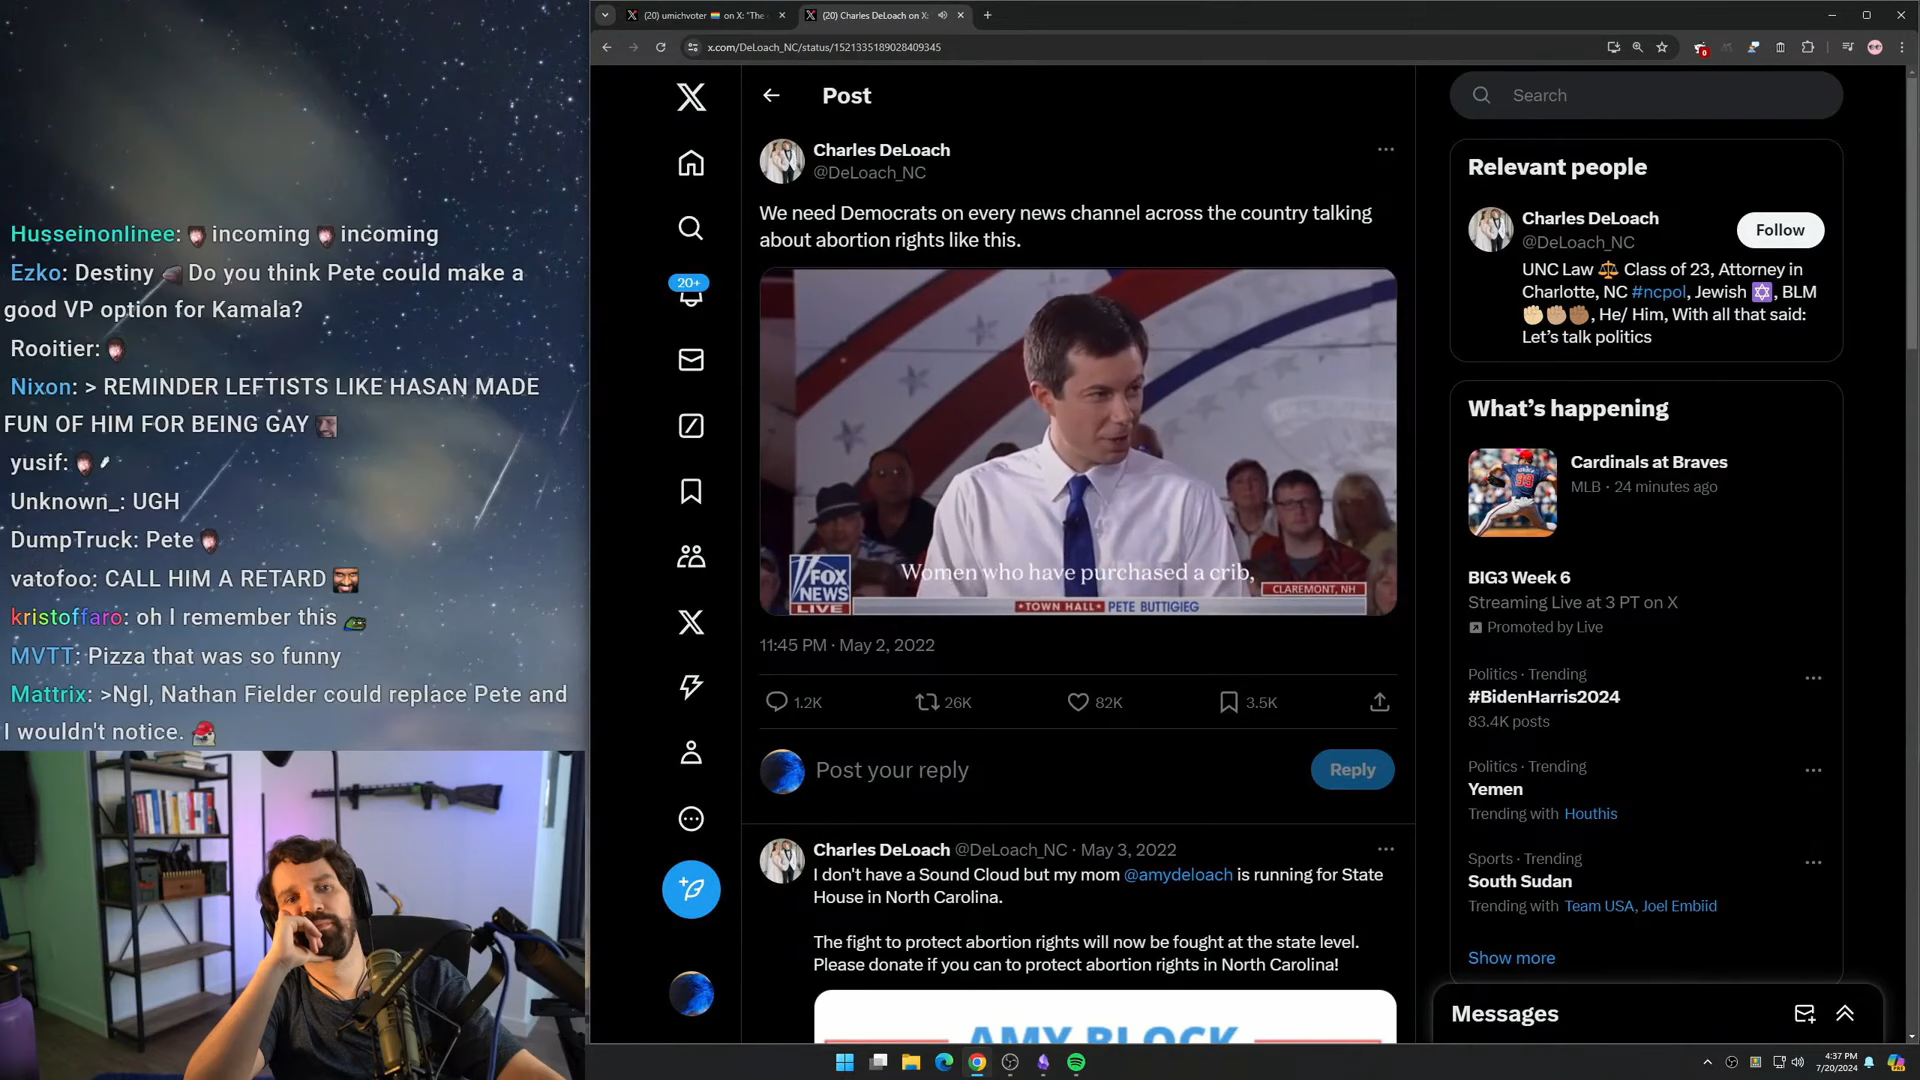 (20) umichvoter 🏳️‍🌈 on X: "The
(20) Charles DeLoach on X:
x.com/DeLoach_NC/status/1521335189028409345
Husseinonlinee: incoming incoming
Ezko: Destiny Do you think Pete could make a
good VP option for Kamala?
Rooitier:
Nixon: > REMINDER LEFTISTS LIKE HASAN MADE
FUN OF HIM FOR BEING GAY
yusif:
Unknown_: UGH
DumpTruck: Pete
vatofoo: CALL HIM A RETARD
kristoffaro: oh I remember this
MVTT: Pizza that was so funny
Mattrix: >Ngl, Nathan Fielder could replace Pete and
I wouldn't notice.
20+
Post
Charles DeLoach
@DeLoach_NC
We need Democrats on every news channel across the country talking
about abortion rights like this.
Women who have purchased a crib,
FOX
NEWS
LIVE
CLAREMONT, NH
•TOWN HALL• PETE BUTTIGIEG
11:45 PM · May 2, 2022
1.2K
26K
82K
3.5K
Post your reply
Reply
Charles DeLoach @DeLoach_NC · May 3, 2022
I don't have a Sound Cloud but my mom @amydeloach is running for State
House in North Carolina.
The fight to protect abortion rights will now be fought at the state level.
Please donate if you can to protect abortion rights in North Carolina!
AMY BLOCK
Search
Relevant people
Charles DeLoach
@DeLoach_NC
Follow
UNC Law ⚖️ Class of 23, Attorney in
Charlotte, NC #ncpol, Jewish ✡️, BLM
✊🏼✊🏽✊🏾, He/ Him, With all that said:
Let's talk politics
What's happening
Cardinals at Braves
MLB · 24 minutes ago
BIG3 Week 6
Streaming Live at 3 PT on X
Promoted by Live
Politics · Trending
#BidenHarris2024
83.4K posts
Politics · Trending
Yemen
Trending with Houthis
Sports · Trending
South Sudan
Trending with Team USA, Joel Embiid
Show more
Messages
4:37 PM
7/20/2024